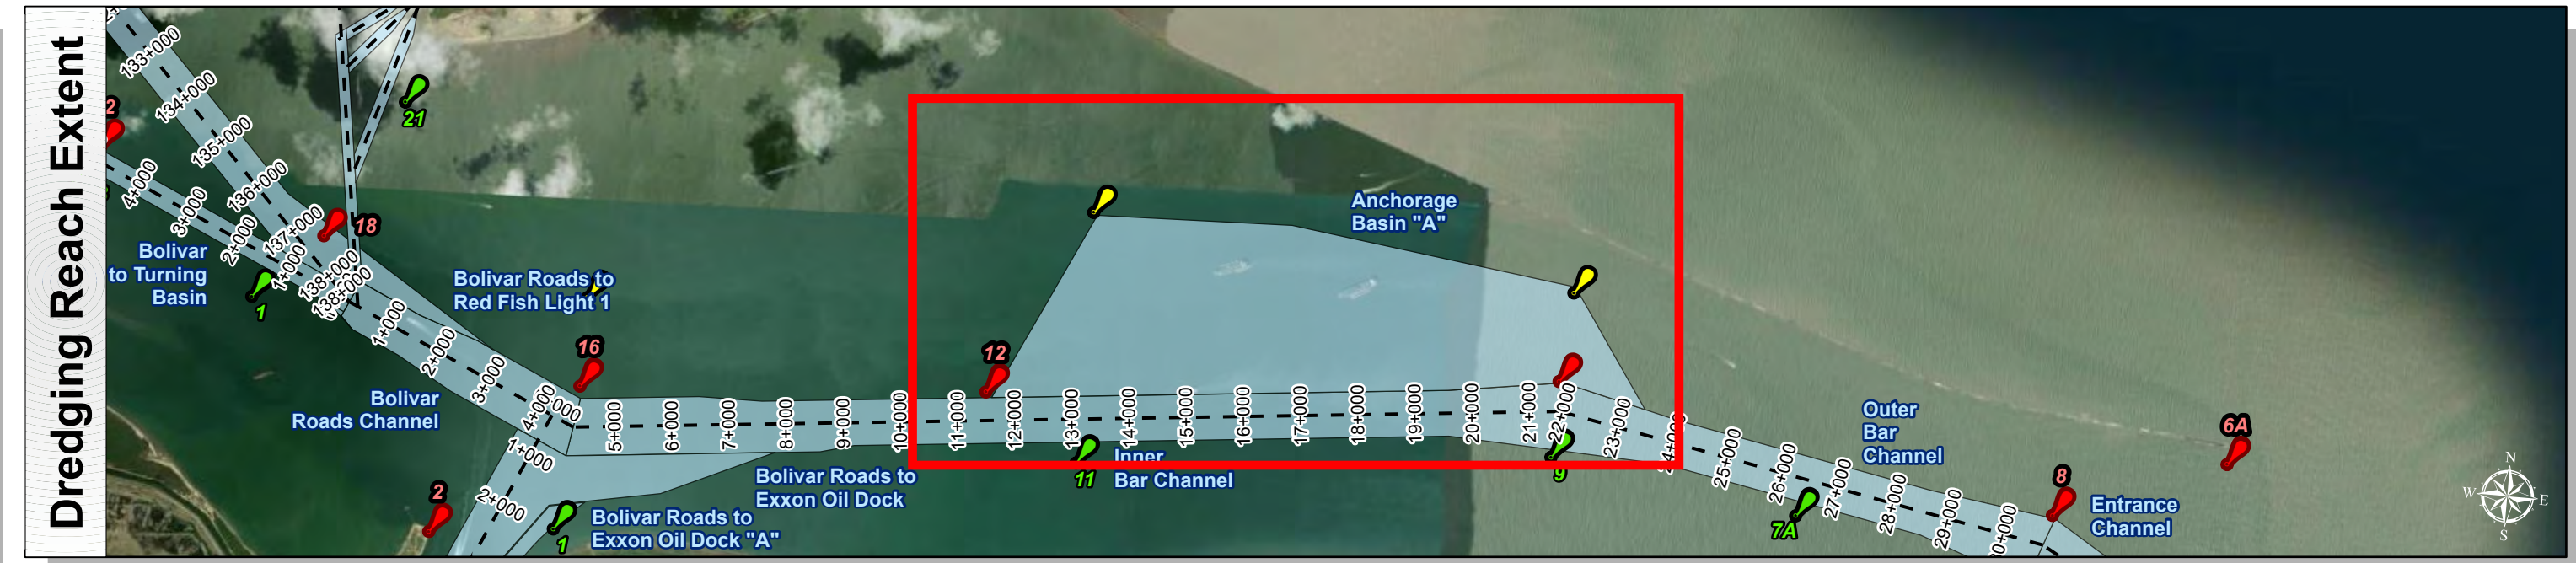 Dredging Reach Extent
133+000
134+000
135+000
136+000
137+000
138+000
138+000
4+000
3+000
2+000
1+000
2
21
18
1
Bolivar
to Turning
Basin
Bolivar Roads to
Red Fish Light 1
16
1+000
2+000
3+000
4+000
Bolivar
Roads Channel
1+000
2+000
2
1
5+000
6+000
7+000
8+000
9+000
10+000
11+000
12+000
13+000
14+000
15+000
16+000
17+000
18+000
19+000
20+000
21+000
22+000
23+000
24+000
25+000
26+000
27+000
28+000
29+000
Bolivar Roads to
Exxon Oil Dock
Bolivar Roads to
Exxon Oil Dock "A"
12
11
Inner
Bar Channel
Anchorage
Basin "A"
9
Outer
Bar
Channel
7A
8
6A
Entrance
Channel
N
W
E
S